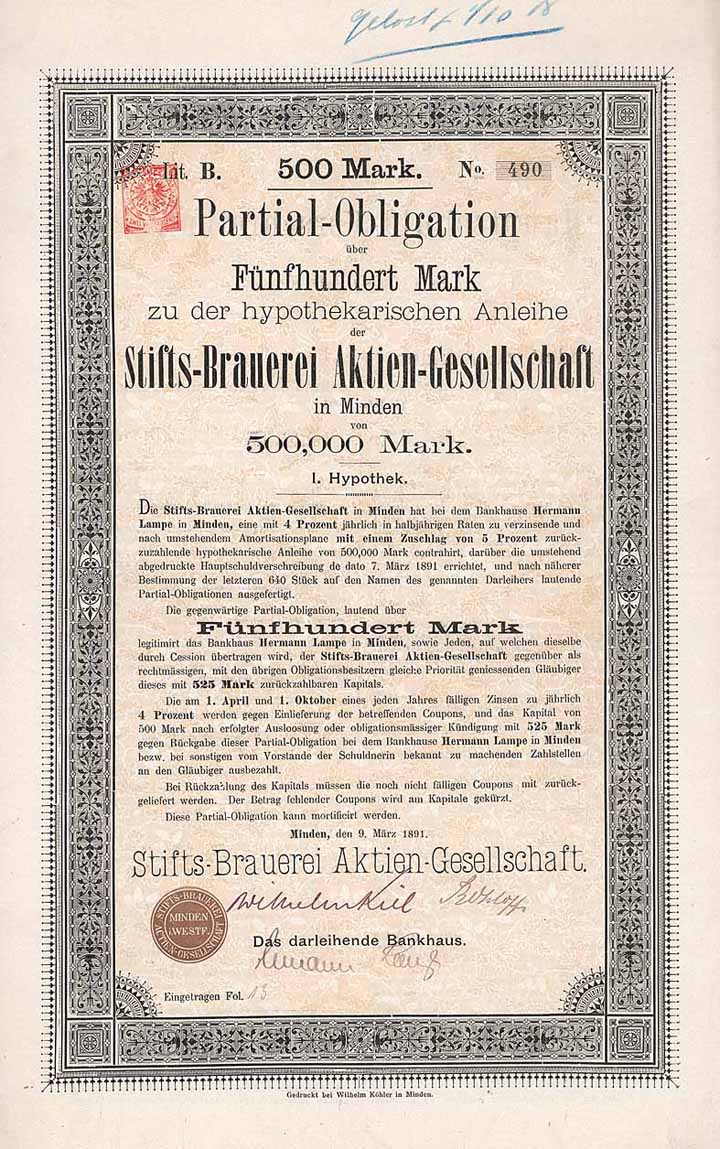 Gelost 1/10 18
Lit. B. 500 Mark. No. 490
Partial-Obligation
über
Fünfhundert Mark
zu der hypothekarischen Anleihe
der
Stifts-Brauerei Aktien-Gesellschaft
in Minden
von
500,000 Mark.
I. Hypothek.
Die Stifts-Brauerei Aktien-Gesellschaft in Minden hat bei dem Bankhause Hermann
Lampe in Minden, eine mit 4 Prozent jährlich in halbjährigen Raten zu verzinsende und
nach umstehendem Amortisationsplane mit einem Zuschlag von 5 Prozent zurück-
zuzahlende hypothekarische Anleihe von 500,000 Mark contrahirt, darüber die umstehend
abgedruckte Hauptschuldverschreibung de dato 7. März 1891 errichtet, und nach näherer
Bestimmung der letzteren 640 Stück auf den Namen des genannten Darleihers lautende
Partial-Obligationen ausgefertigt.
Die gegenwärtige Partial-Obligation, lautend über
Fünfhundert Mark
legitimirt das Bankhaus Hermann Lampe in Minden, sowie Jeden, auf welchen dieselbe
durch Cession übertragen wird, der Stifts-Brauerei Aktien-Gesellschaft gegenüber als
rechtmässigen, mit den übrigen Obligationsbesitzern gleiche Priorität geniessenden Gläubiger
dieses mit 525 Mark zurückzahlbaren Kapitals.
Die am 1. April und 1. Oktober eines jeden Jahres fälligen Zinsen zu jährlich
4 Prozent werden gegen Einlieferung der betreffenden Coupons, und das Kapital von
500 Mark nach erfolgter Ausloosung oder obligationsmässiger Kündigung mit 525 Mark
gegen Rückgabe dieser Partial-Obligation bei dem Bankhause Hermann Lampe in Minden
bezw. bei sonstigen vom Vorstande der Schuldnerin bekannt zu machenden Zahlstellen
an den Gläubiger ausbezahlt.
Bei Rückzahlung des Kapitals müssen die noch nicht fälligen Coupons mit zurück-
geliefert werden. Der Betrag fehlender Coupons wird am Kapitale gekürzt.
Diese Partial-Obligation kann mortificirt werden.
Minden, den 9. März 1891.
Stifts-Brauerei Aktien-Gesellschaft.
Wilhelm Kiel
STIFTS-BRAUEREI
MINDEN
i. WESTF.
ACTIEN-GESELLSCHAFT
Das darleihende Bankhaus.
Hermann Lampe
Eingetragen Fol. 13
Gedruckt bei Wilhelm Köhler in Minden.